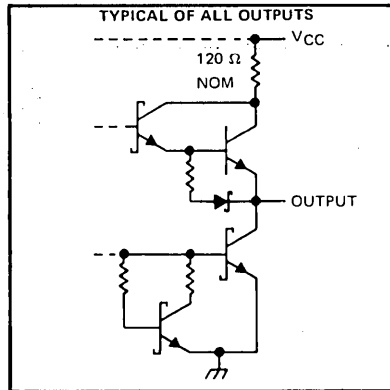 TYPICAL OF ALL OUTPUTS
VCC
120 Ω
NOM
OUTPUT